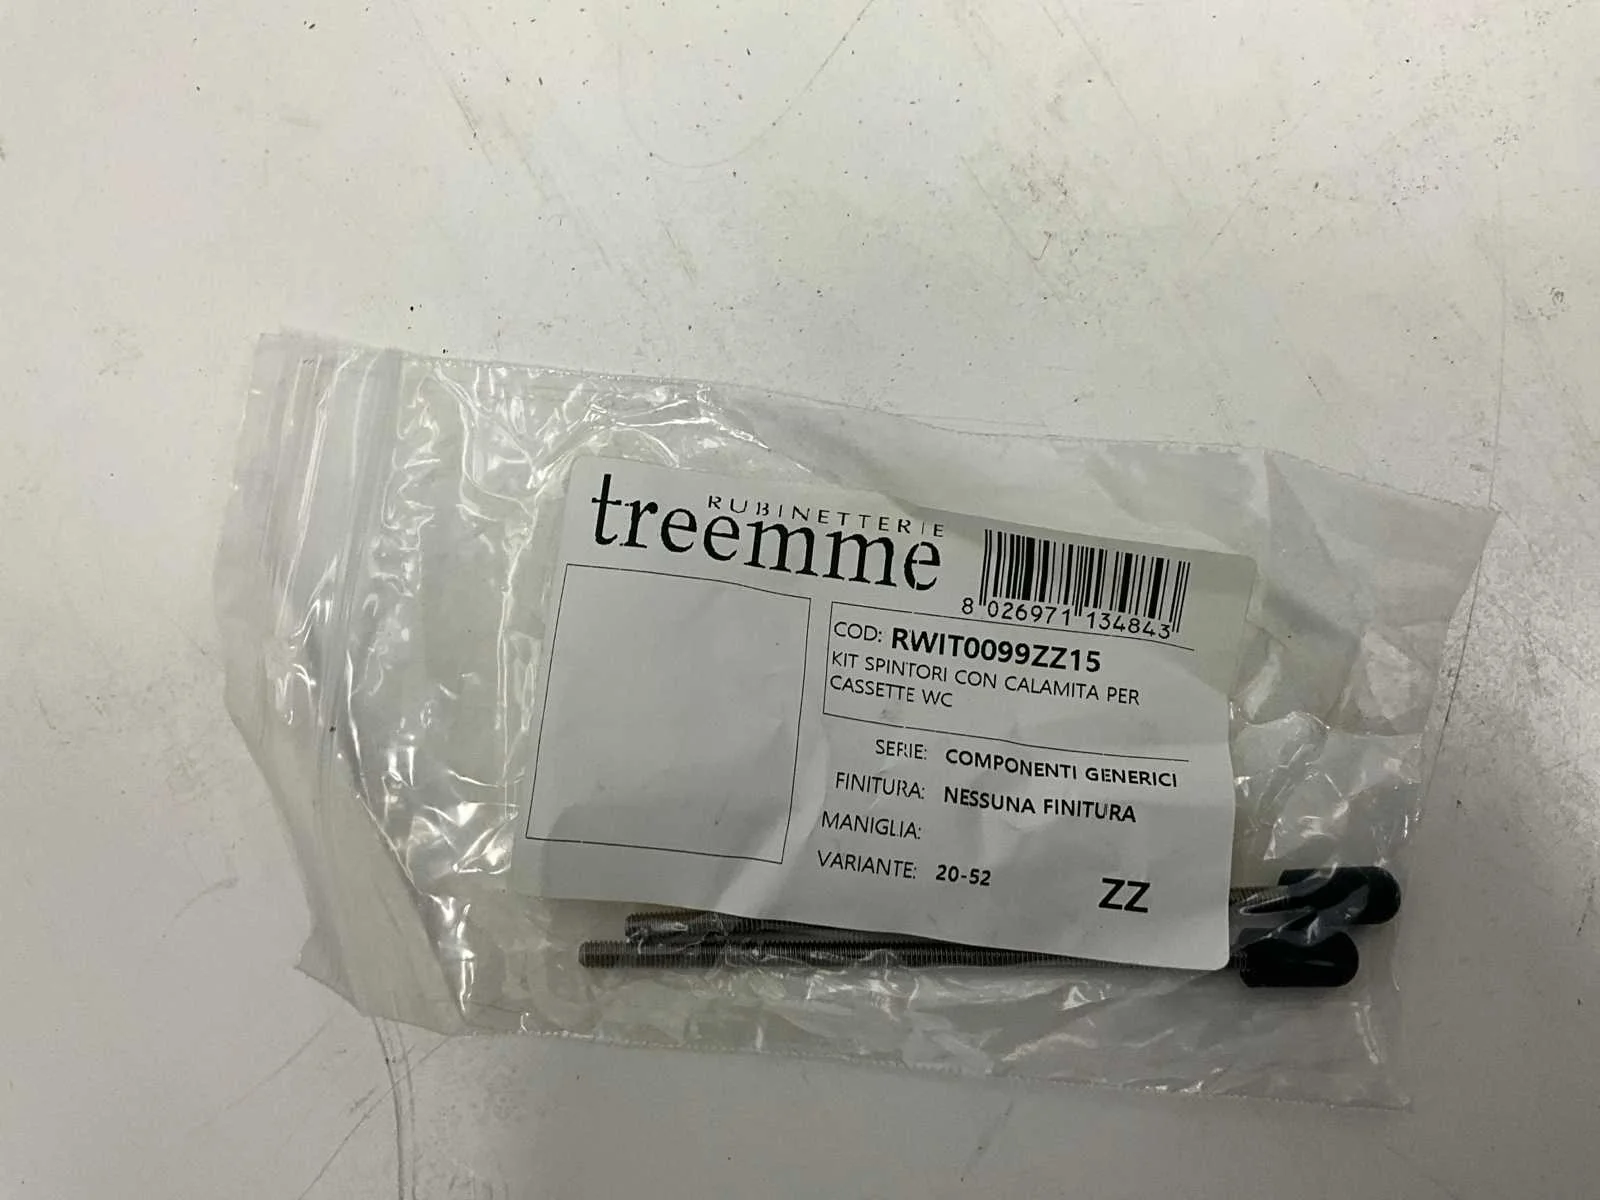 RUBINETTERIE
treemme
8 026971 134843
COD: RWIT0099ZZ15
KIT SPINTORI CON CALAMITA PER
CASSETTE WC
SERIE: COMPONENTI GENERICI
FINITURA: NESSUNA FINITURA
MANIGLIA:
VARIANTE: 20-52
ZZ